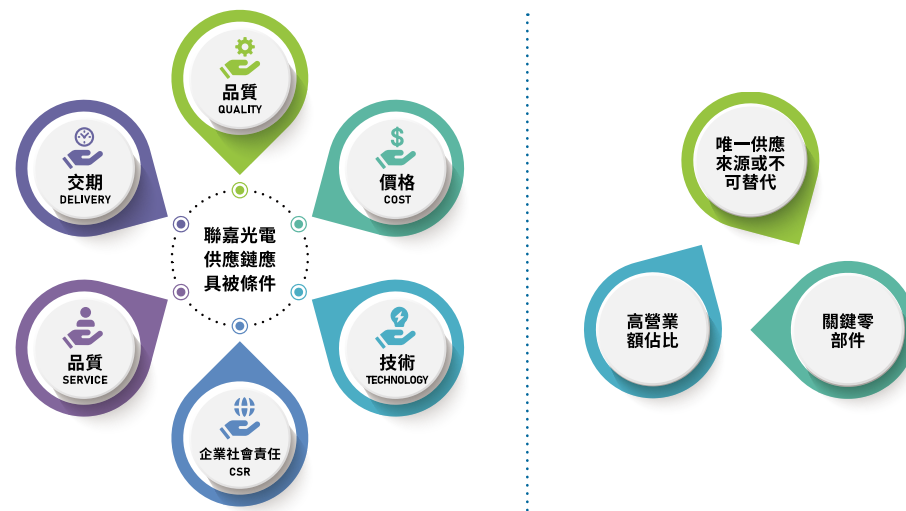 品質
QUALITY
交期
DELIVERY
價格
COST
聯嘉光電
供應鏈應
具被條件
品質
SERVICE
技術
TECHNOLOGY
企業社會責任
CSR
唯一供應
來源或不
可替代
高營業
額佔比
關鍵零
部件